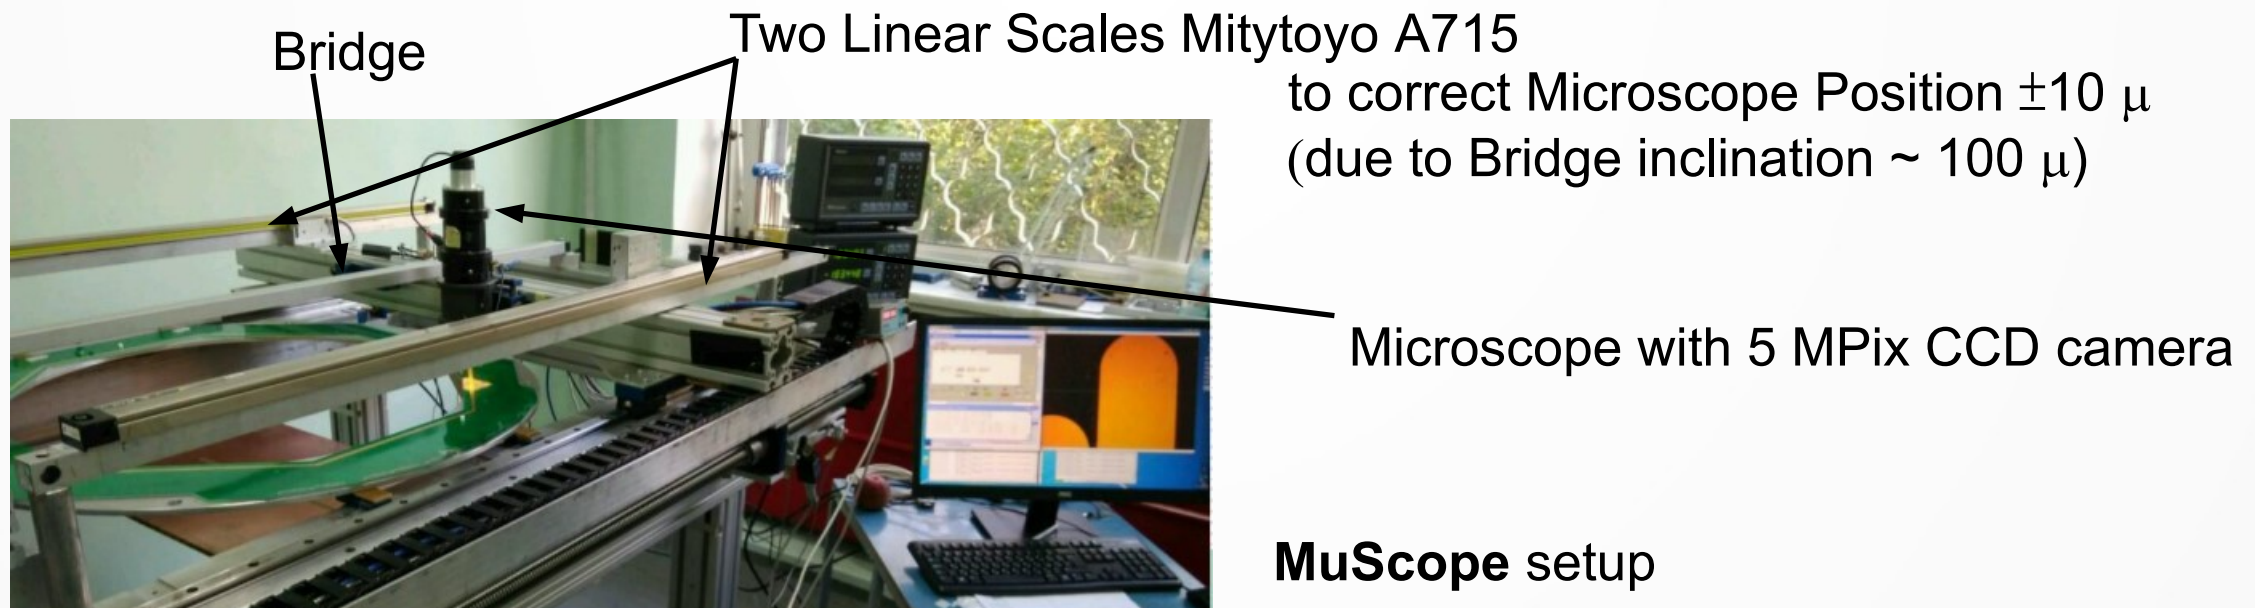 Bridge
Two Linear Scales Mitytoyo A715
to correct Microscope Position ±10 μ
(due to Bridge inclination ~ 100 μ)
Microscope with 5 MPix CCD camera
MuScope setup